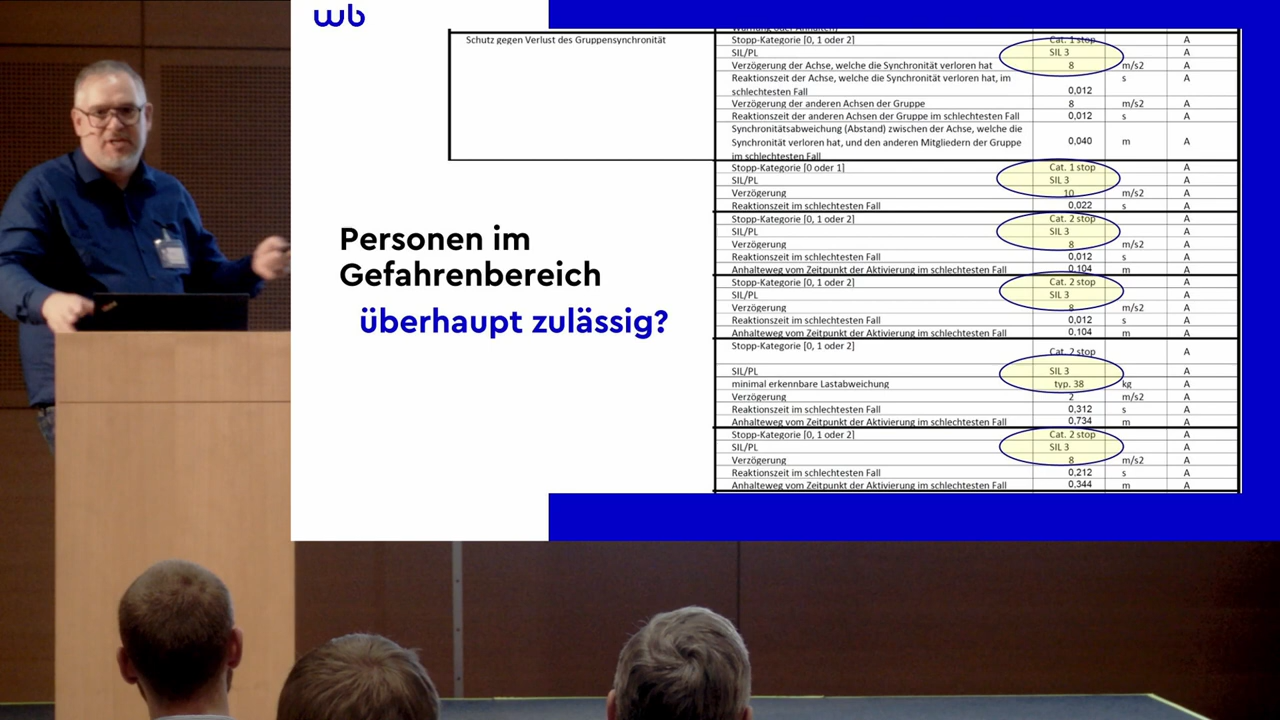 wb
Personen im
Gefahrenbereich
überhaupt zulässig?
Schutz gegen Verlust des Gruppensynchronität
Stopp-Kategorie [0, 1 oder 2] Cat. 1 stop A
SIL/PL SIL 3 A
Verzögerung der Achse, welche die Synchronität verloren hat 8 m/s2 A
Reaktionszeit der Achse, welche die Synchronität verloren hat, im s A
schlechtesten Fall 0,012
Verzögerung der anderen Achsen der Gruppe 8 m/s2 A
Reaktionszeit der anderen Achsen der Gruppe im schlechtesten Fall 0,012 s A
Synchronitätsabweichung (Abstand) zwischen der Achse, welche die
Synchronität verloren hat, und den anderen Mitgliedern der Gruppe 0,040 m A
im schlechtesten Fall
Stopp-Kategorie [0 oder 1] Cat. 1 stop A
SIL/PL SIL 3 A
Verzögerung 10 m/s2 A
Reaktionszeit im schlechtesten Fall 0,022 s A
Stopp-Kategorie [0, 1 oder 2] Cat. 2 stop A
SIL/PL SIL 3 A
Verzögerung 8 m/s2 A
Reaktionszeit im schlechtesten Fall 0,012 s A
Anhalteweg vom Zeitpunkt der Aktivierung im schlechtesten Fall 0,104 m A
Stopp-Kategorie [0, 1 oder 2] Cat. 2 stop A
SIL/PL SIL 3 A
Verzögerung 8 m/s2 A
Reaktionszeit im schlechtesten Fall 0,012 s A
Anhalteweg vom Zeitpunkt der Aktivierung im schlechtesten Fall 0,104 m A
Stopp-Kategorie [0, 1 oder 2] Cat. 2 stop A
SIL/PL SIL 3 A
minimal erkennbare Lastabweichung typ. 38 kg A
Verzögerung 2 m/s2 A
Reaktionszeit im schlechtesten Fall 0,312 s A
Anhalteweg vom Zeitpunkt der Aktivierung im schlechtesten Fall 0,734 m A
Stopp-Kategorie [0, 1 oder 2] Cat. 2 stop A
SIL/PL SIL 3 A
Verzögerung 8 m/s2 A
Reaktionszeit im schlechtesten Fall 0,212 s A
Anhalteweg vom Zeitpunkt der Aktivierung im schlechtesten Fall 0,344 m A